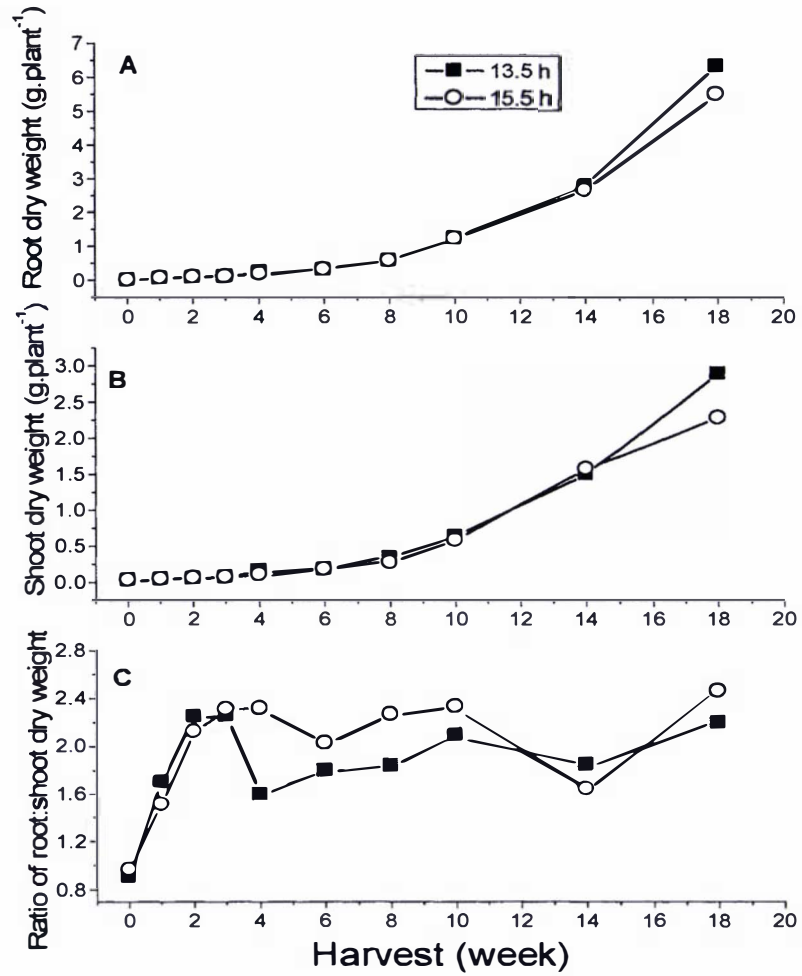 Root dry weight (g.plant-1)
A
13.5 h
15.5 h
7
6
5
4
3
2
1
0
0 2 4 6 8 10 12 14 16 18 20
Shoot dry weight (g.plant-1)
B
3.0
2.5
2.0
1.5
1.0
0.5
0.0
0 2 4 6 8 10 12 14 16 18 20
Ratio of root:shoot dry weight
C
2.8
2.4
2.0
1.6
1.2
0.8
0 2 4 6 8 10 12 14 16 18 20
Harvest (week)